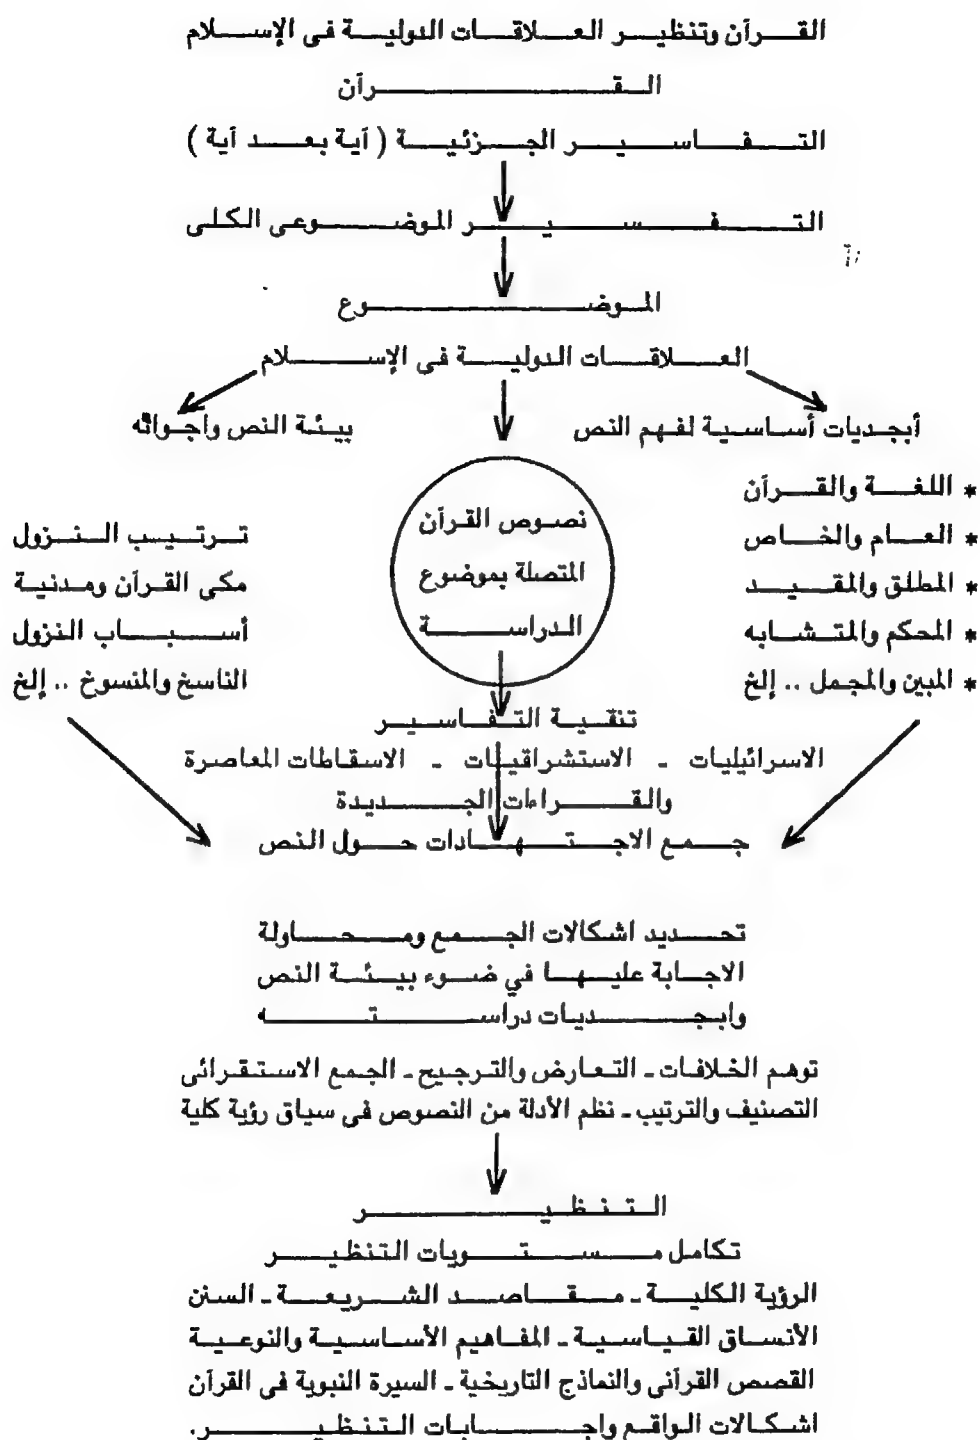 القرآن وتنظير العلاقات الدولية فى الإسلام
القرآن
التفاسير الجزئية ( آية بعد آية )
التفسير الموضوعى الكلى
الموضوع
العلاقات الدولية فى الإسلام
أبجديات أساسية لفهم النص
بيئة النص واجوائه
* اللغة والقرآن
* العام والخاص
* المطلق والمقيد
* المحكم والمتشابه
* المبين والمجمل .. إلخ
نصوص القرآن
المتصلة بموضوع
الدراسة
ترتيب النزول
مكى القرآن ومدنية
أسباب النزول
الناسخ والمنسوخ .. إلخ
تنقية التفاسير
الاسرائيليات - الاستشراقيات - الاسقاطات المعاصرة
والقراءات الجديدة
جمع الاجتهادات حول النص
تحديد اشكالات الجمع ومحاولة
الاجابة عليها في ضوء بيئة النص
وابجديات دراسته
توهم الخلافات - التعارض والترجيح - الجمع الاستقرائى
التصنيف والترتيب - نظم الأدلة من النصوص فى سياق رؤية كلية
التنظير
تكامل مستويات التنظير
الرؤية الكلية - مقاصد الشريعة - السنن
الأنساق القياسية - المفاهيم الأساسية والنوعية
القصص القرآنى والنماذج التاريخية - السيرة النبوية فى القرآن
اشكالات الواقع واجابات التنظير.